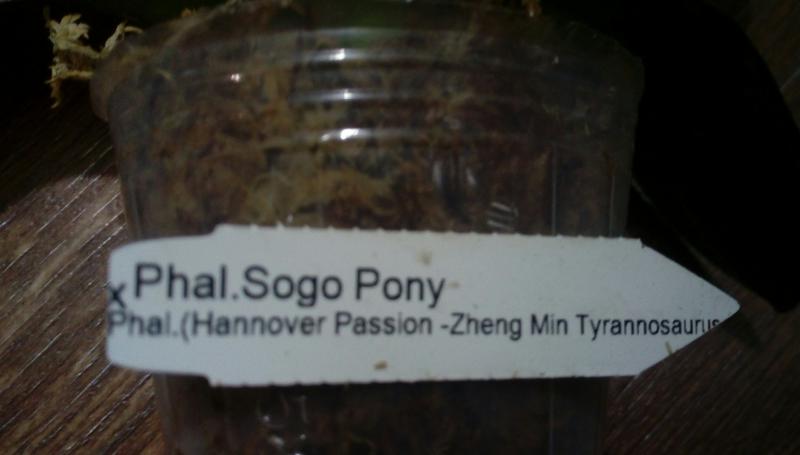 Phal.Sogo Pony
x
Phal.(Hannover Passion -Zheng Min Tyrannosaurus